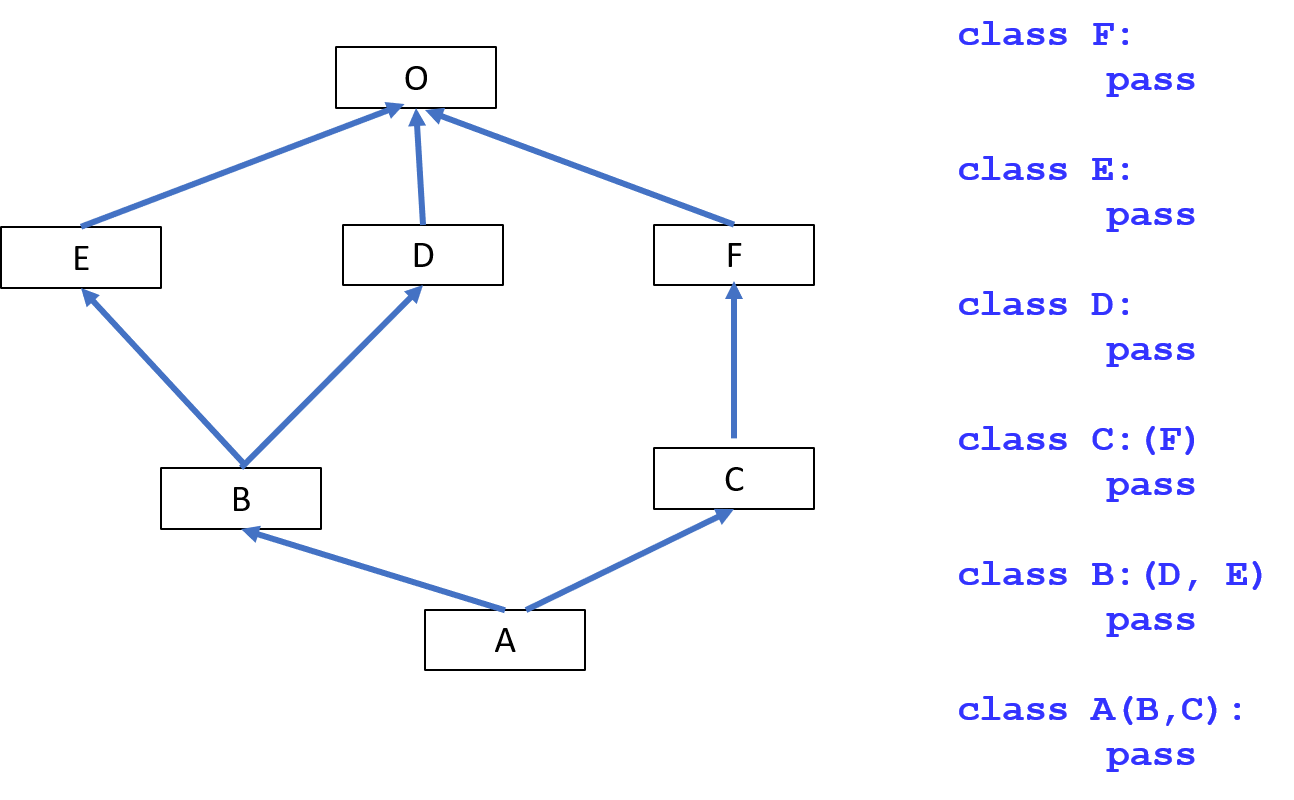 O
E
D
F
B
C
A
class F:
pass
class E:
pass
class D:
pass
class C:(F)
pass
class B:(D, E)
pass
class A(B,C):
pass